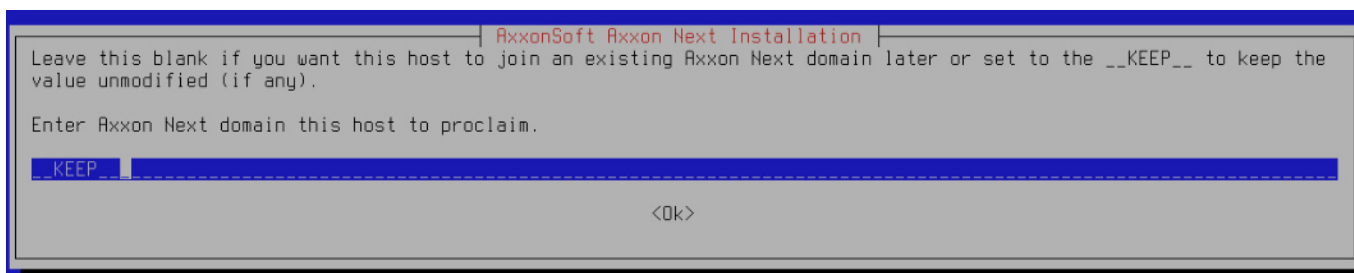 AxxonSoft Axxon Next Installation
Leave this blank if you want this host to join an existing Axxon Next domain later or set to the __KEEP__ to keep the
value unmodified (if any).
Enter Axxon Next domain this host to proclaim.
__KEEP__
<Ok>